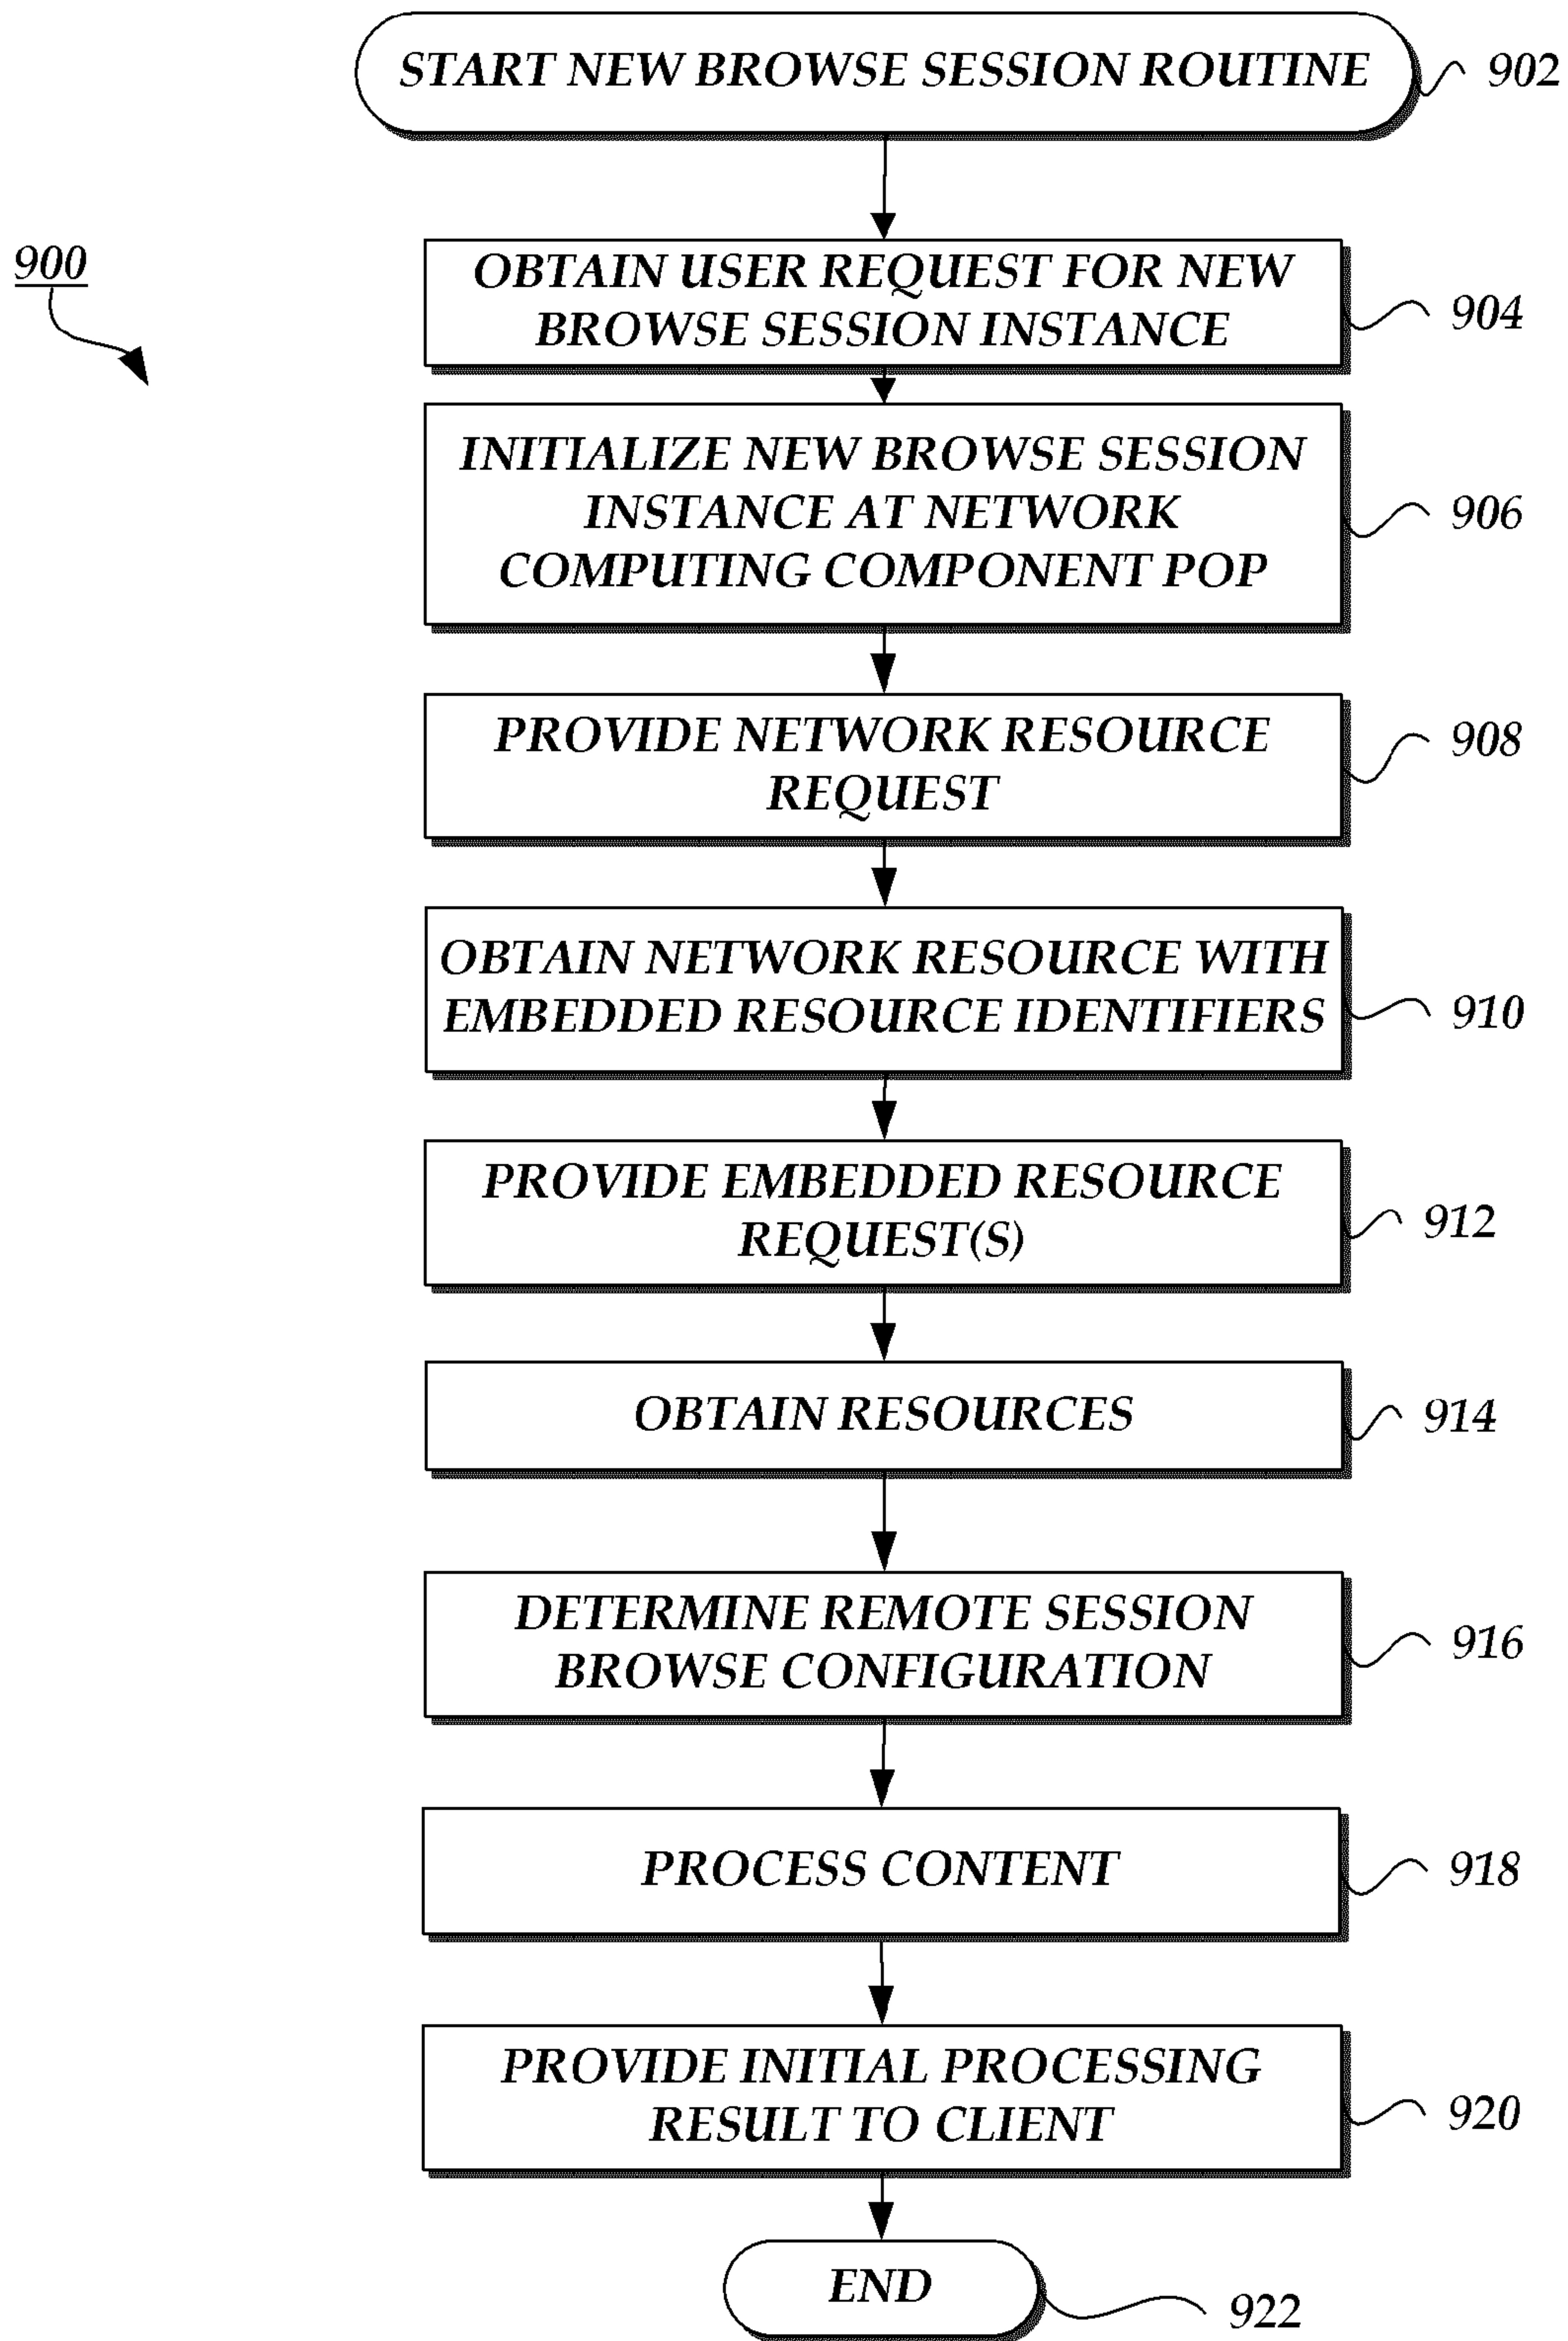 START NEW BROWSE SESSION ROUTINE
902
900
OBTAIN USER REQUEST FOR NEW
BROWSE SESSION INSTANCE
904
INITIALIZE NEW BROWSE SESSION
INSTANCE AT NETWORK
COMPUTING COMPONENT POP
906
PROVIDE NETWORK RESOURCE
REQUEST
908
OBTAIN NETWORK RESOURCE WITH
EMBEDDED RESOURCE IDENTIFIERS
910
PROVIDE EMBEDDED RESOURCE
REQUEST(S)
912
OBTAIN RESOURCES
914
DETERMINE REMOTE SESSION
BROWSE CONFIGURATION
916
PROCESS CONTENT
918
PROVIDE INITIAL PROCESSING
RESULT TO CLIENT
920
END
922